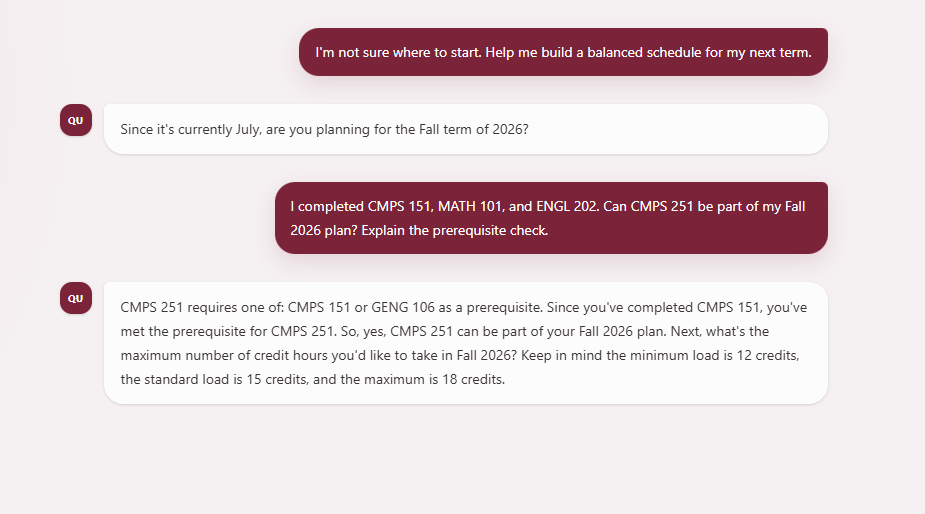 I'm not sure where to start. Help me build a balanced schedule for my next term.
QU
Since it's currently July, are you planning for the Fall term of 2026?
I completed CMPS 151, MATH 101, and ENGL 202. Can CMPS 251 be part of my Fall
2026 plan? Explain the prerequisite check.
QU
CMPS 251 requires one of: CMPS 151 or GENG 106 as a prerequisite. Since you've completed CMPS 151, you've
met the prerequisite for CMPS 251. So, yes, CMPS 251 can be part of your Fall 2026 plan. Next, what's the
maximum number of credit hours you'd like to take in Fall 2026? Keep in mind the minimum load is 12 credits,
the standard load is 15 credits, and the maximum is 18 credits.